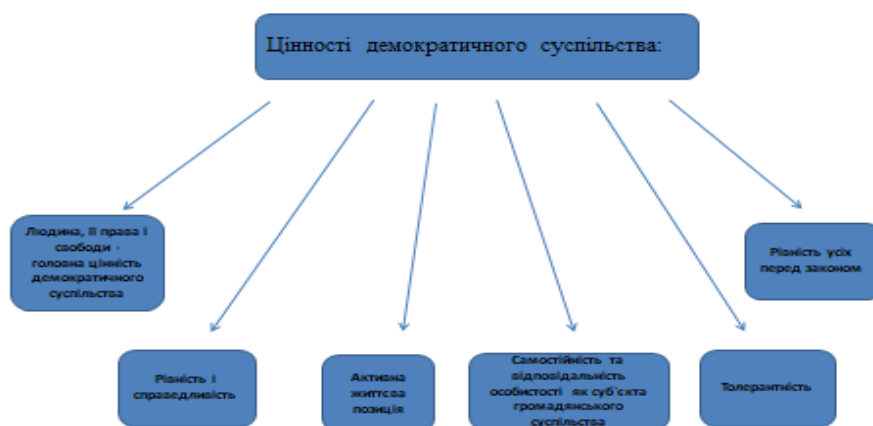 Цінності демократичного суспільства:
Людина, її права і
свободи -
головна цінність
демократичного
суспільства
Рівність усіх
перед законом
Рівність і
справедливість
Активна
життєва
позиція
Самостійність та
відповідальність
особистості як суб`єкта
громадянського
суспільства
Толерантність